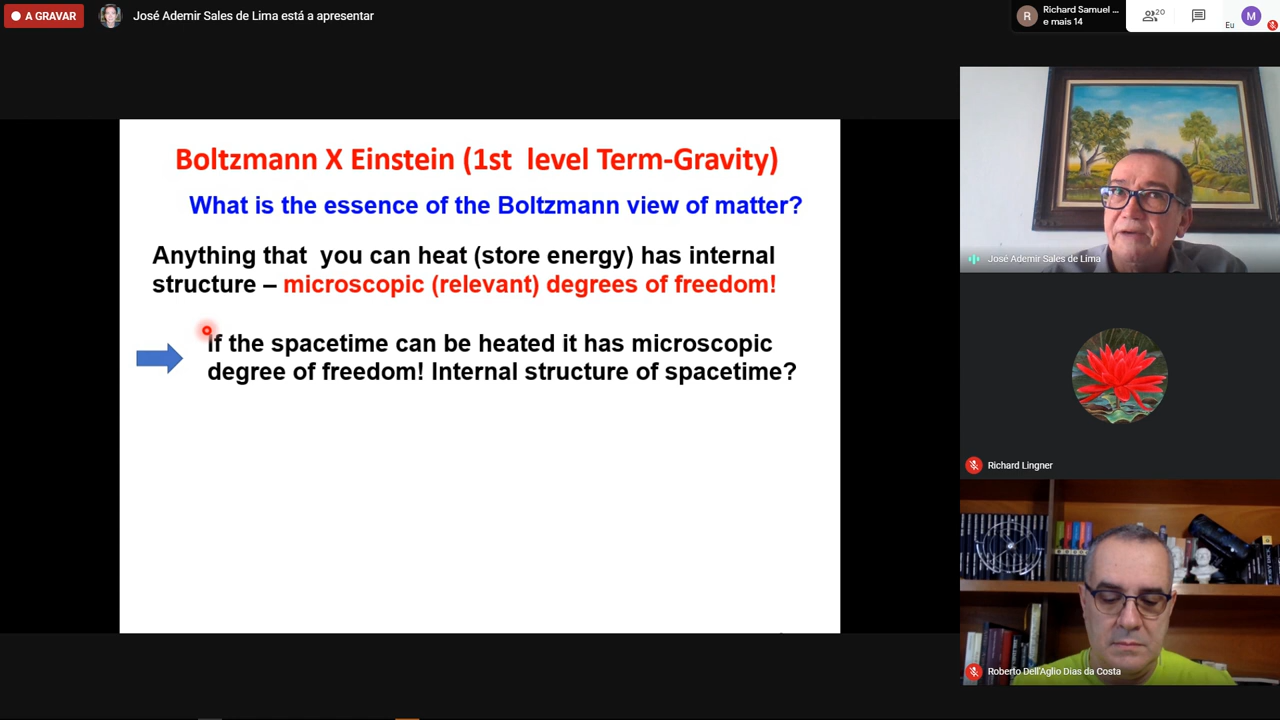 A GRAVAR
José Ademir Sales de Lima está a apresentar
Richard Samuel ...
e mais 14
R
20
Eu
M
Boltzmann X Einstein (1st level Term-Gravity)
What is the essence of the Boltzmann view of matter?
Anything that you can heat (store energy) has internal
structure – microscopic (relevant) degrees of freedom!
If the spacetime can be heated it has microscopic
degree of freedom! Internal structure of spacetime?
José Ademir Sales de Lima
Richard Lingner
Roberto Dell'Aglio Dias da Costa